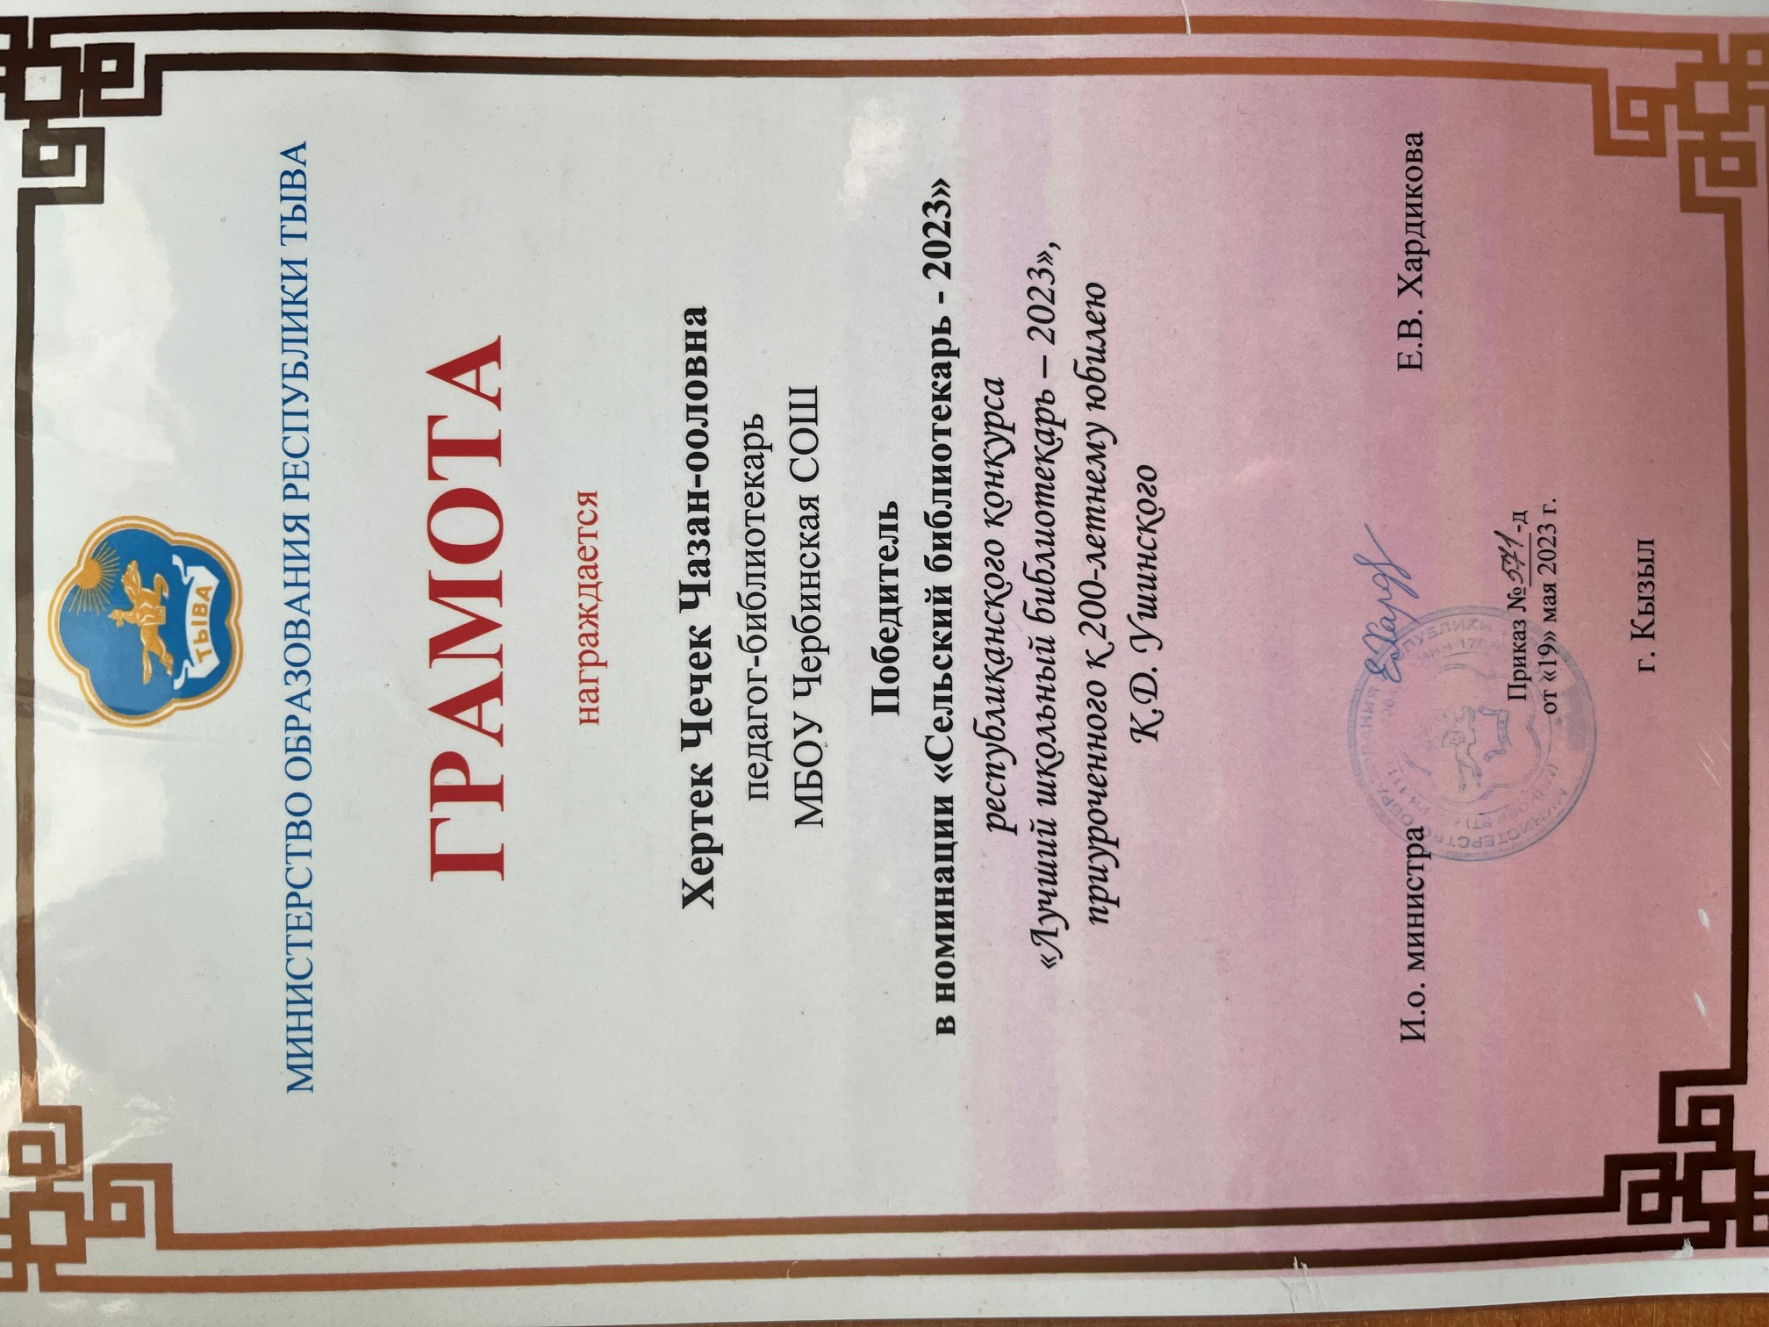 ТЫВА
МИНИСТЕРСТВО ОБРАЗОВАНИЯ РЕСПУБЛИКИ ТЫВА
ГРАМОТА
награждается
Хертек Чечек Чазан-ооловна
педагог-библиотекарь
МБОУ Чербинская СОШ
Победитель
в номинации «Сельский библиотекарь - 2023»
республиканского конкурса
«Лучший школьный библиотекарь – 2023»,
приуроченного к 200-летнему юбилею
К.Д. Ушинского
И.о. министра Е.В. Хардикова
Приказ № 571 -д
от «19» мая 2023 г.
г. Кызыл